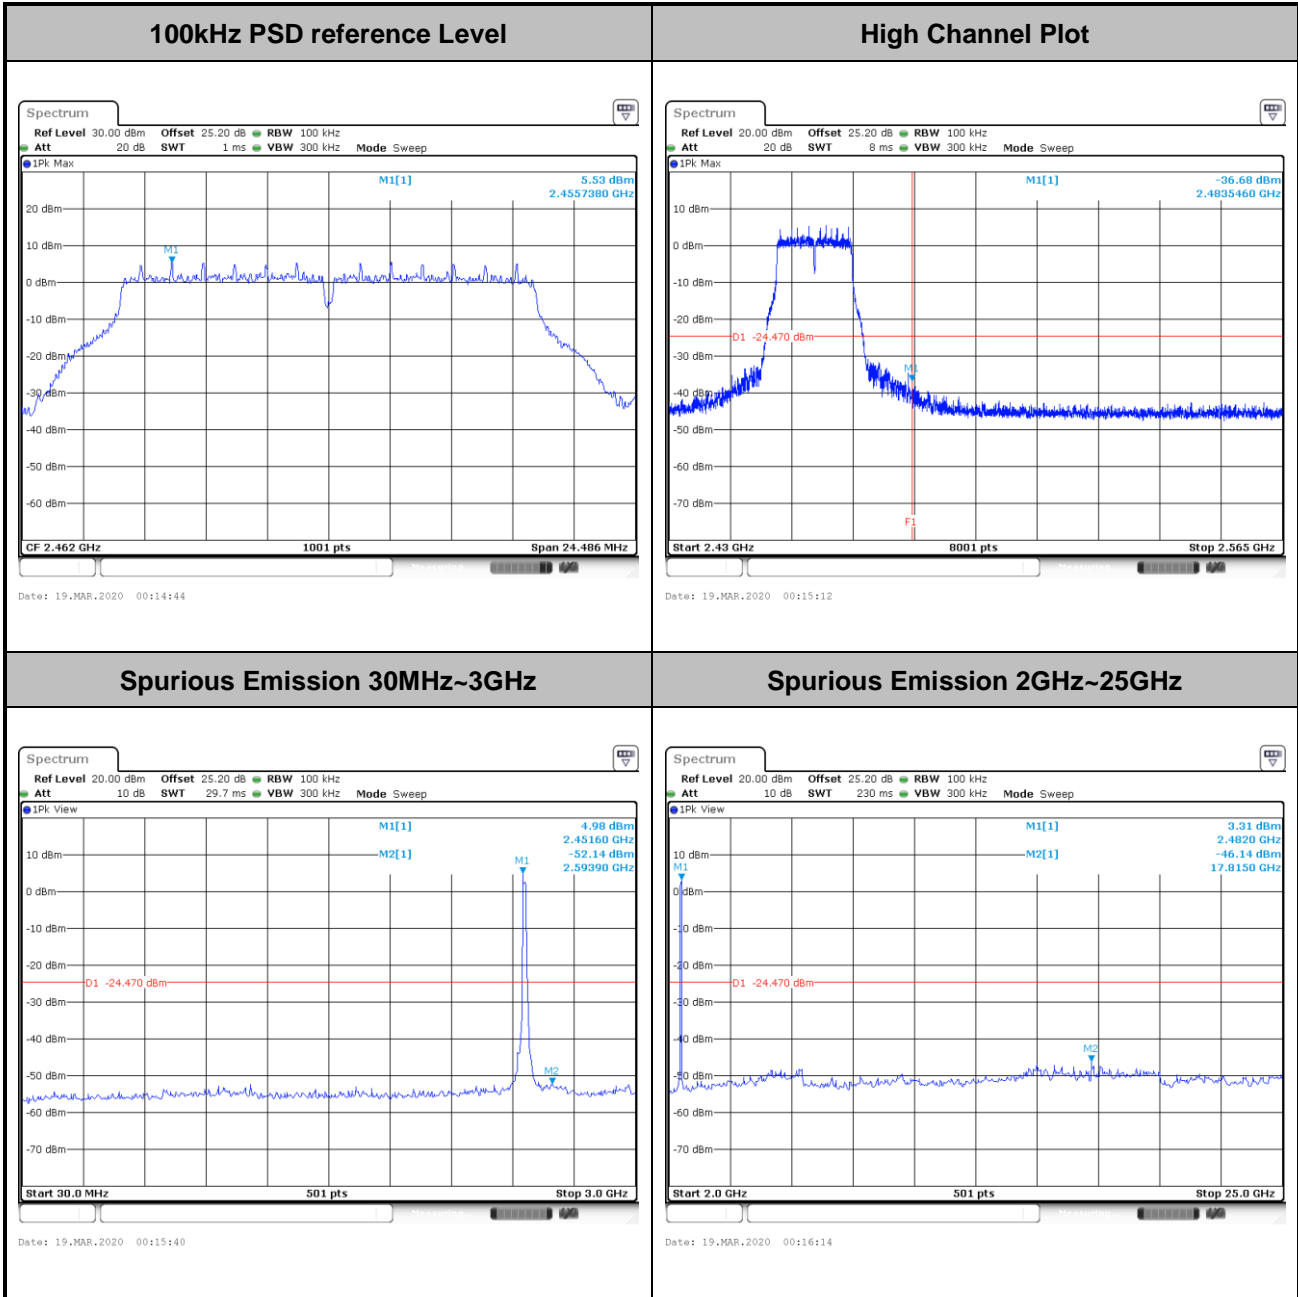 100kHz PSD reference Level
High Channel Plot
Spectrum
Ref Level 30.00 dBm Offset 25.20 dB RBW 100 kHz
Att 20 dB SWT 1 ms VBW 300 kHz Mode Sweep
1Pk Max
M1[1] 5.53 dBm
2.4557380 GHz
20 dBm
10 dBm
M1
0 dBm
-10 dBm
-20 dBm
-30 dBm
-40 dBm
-50 dBm
-60 dBm
CF 2.462 GHz 1001 pts Span 24.486 MHz
Date: 19.MAR.2020 00:14:44
Spectrum
Ref Level 20.00 dBm Offset 25.20 dB RBW 100 kHz
Att 20 dB SWT 8 ms VBW 300 kHz Mode Sweep
1Pk Max
M1[1] -36.68 dBm
2.4835460 GHz
10 dBm
0 dBm
-10 dBm
-20 dBm
D1 -24.470 dBm
-30 dBm
M1
-40 dBm
-50 dBm
-60 dBm
-70 dBm
F1
Start 2.43 GHz 8001 pts Stop 2.565 GHz
Date: 19.MAR.2020 00:15:12
Spurious Emission 30MHz~3GHz
Spurious Emission 2GHz~25GHz
Spectrum
Ref Level 20.00 dBm Offset 25.20 dB RBW 100 kHz
Att 10 dB SWT 29.7 ms VBW 300 kHz Mode Sweep
1Pk View
M1[1] 4.98 dBm
2.45160 GHz
M2[1] -52.14 dBm
2.59390 GHz
10 dBm
M1
0 dBm
-10 dBm
-20 dBm
D1 -24.470 dBm
-30 dBm
-40 dBm
-50 dBm
M2
-60 dBm
-70 dBm
Start 30.0 MHz 501 pts Stop 3.0 GHz
Date: 19.MAR.2020 00:15:40
Spectrum
Ref Level 20.00 dBm Offset 25.20 dB RBW 100 kHz
Att 10 dB SWT 230 ms VBW 300 kHz Mode Sweep
1Pk View
M1[1] 3.31 dBm
2.4820 GHz
M2[1] -46.14 dBm
17.8150 GHz
10 dBm
M1
0 dBm
-10 dBm
-20 dBm
D1 -24.470 dBm
-30 dBm
-40 dBm
M2
-50 dBm
-60 dBm
-70 dBm
Start 2.0 GHz 501 pts Stop 25.0 GHz
Date: 19.MAR.2020 00:16:14